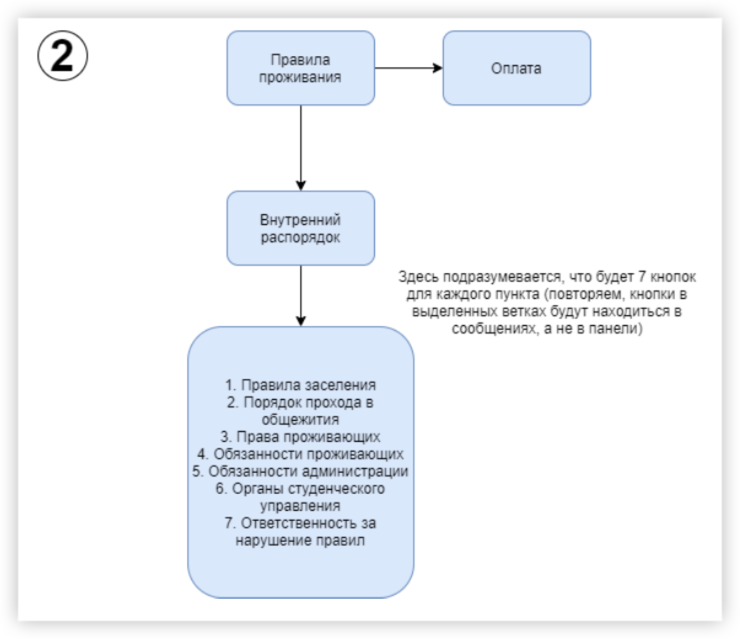 2
Правила
проживания
Оплата
Внутренний
распорядок
Здесь подразумевается, что будет 7 кнопок
для каждого пункта (повторяем, кнопки в
выделенных ветках будут находиться в
сообщениях, а не в панели)
1. Правила заселения
2. Порядок прохода в
общежития
3. Права проживающих
4. Обязанности проживающих
5. Обязанности администрации
6. Органы студенческого
управления
7. Ответственность за
нарушение правил